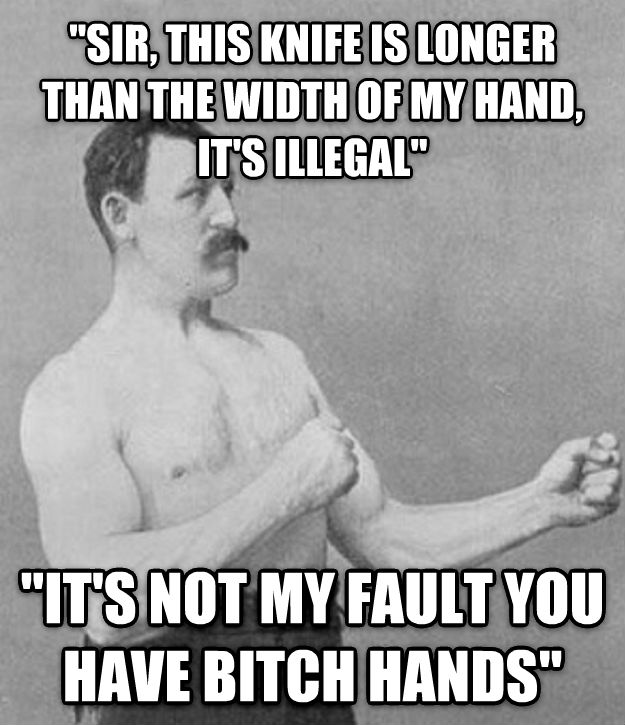 "SIR, THIS KNIFE IS LONGER
THAN THE WIDTH OF MY HAND,
IT'S ILLEGAL"
"IT'S NOT MY FAULT YOU
HAVE BITCH HANDS"